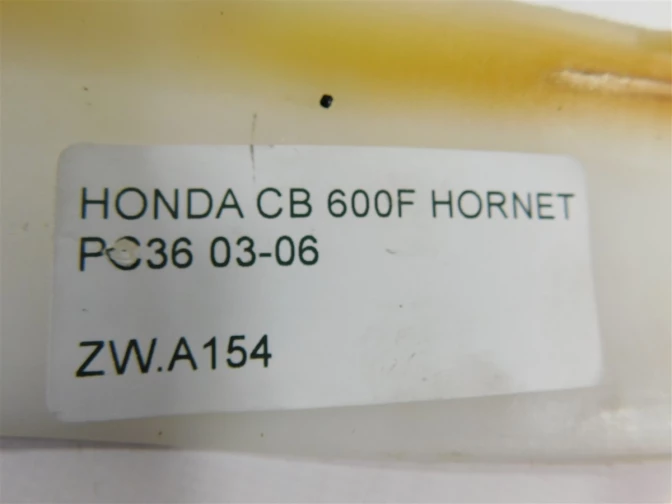 HONDA CB 600F HORNET
PC36 03-06
ZW.A154